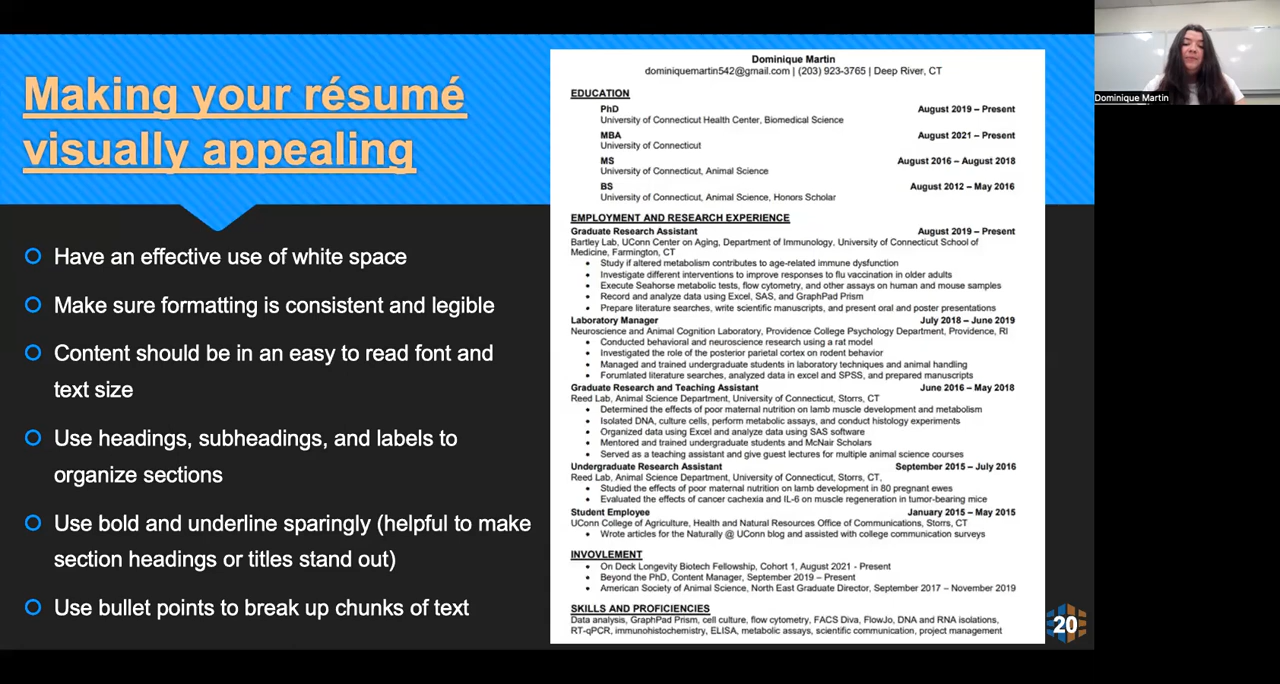 Making your résumé
visually appealing
Have an effective use of white space
Make sure formatting is consistent and legible
Content should be in an easy to read font and
text size
Use headings, subheadings, and labels to
organize sections
Use bold and underline sparingly (helpful to make
section headings or titles stand out)
Use bullet points to break up chunks of text
Dominique Martin
dominiquemartin542@gmail.com | (203) 923-3765 | Deep River, CT
EDUCATION
PhD August 2019 – Present
University of Connecticut Health Center, Biomedical Science
MBA August 2021 – Present
University of Connecticut
MS August 2016 – August 2018
University of Connecticut, Animal Science
BS August 2012 – May 2016
University of Connecticut, Animal Science, Honors Scholar
EMPLOYMENT AND RESEARCH EXPERIENCE
Graduate Research Assistant August 2019 – Present
Bartley Lab, UConn Center on Aging, Department of Immunology, University of Connecticut School of
Medicine, Farmington, CT
• Study if altered metabolism contributes to age-related immune dysfunction
• Investigate different interventions to improve responses to flu vaccination in older adults
• Execute Seahorse metabolic tests, flow cytometry, and other assays on human and mouse samples
• Record and analyze data using Excel, SAS, and GraphPad Prism
• Prepare literature searches, write scientific manuscripts, and present oral and poster presentations
Laboratory Manager July 2018 – June 2019
Neuroscience and Animal Cognition Laboratory, Providence College Psychology Department, Providence, RI
• Conducted behavioral and neuroscience research using a rat model
• Investigated the role of the posterior parietal cortex on rodent behavior
• Managed and trained undergraduate students in laboratory techniques and animal handling
• Forumlated literature searches, analyzed data in excel and SPSS, and prepared manuscripts
Graduate Research and Teaching Assistant June 2016 – May 2018
Reed Lab, Animal Science Department, University of Connecticut, Storrs, CT
• Determined the effects of poor maternal nutrition on lamb muscle development and metabolism
• Isolated DNA, culture cells, perform metabolic assays, and conduct histology experiments
• Organized data using Excel and analyze data using SAS software
• Mentored and trained undergraduate students and McNair Scholars
• Served as a teaching assistant and give guest lectures for multiple animal science courses
Undergraduate Research Assistant September 2015 – July 2016
Reed Lab, Animal Science Department, University of Connecticut, Storrs, CT,
• Studied the effects of poor maternal nutrition on lamb development in 80 pregnant ewes
• Evaluated the effects of cancer cachexia and IL-6 on muscle regeneration in tumor-bearing mice
Student Employee January 2015 – May 2015
UConn College of Agriculture, Health and Natural Resources Office of Communications, Storrs, CT
• Wrote articles for the Naturally @ UConn blog and assisted with college communication surveys
INVOVLEMENT
• On Deck Longevity Biotech Fellowship, Cohort 1, August 2021 - Present
• Beyond the PhD, Content Manager, September 2019 – Present
• American Society of Animal Science, North East Graduate Director, September 2017 – November 2019
SKILLS AND PROFICIENCIES
Data analysis, GraphPad Prism, cell culture, flow cytometry, FACS Diva, FlowJo, DNA and RNA isolations,
RT-qPCR, immunohistochemistry, ELISA, metabolic assays, scientific communication, project management
20
Dominique Martin